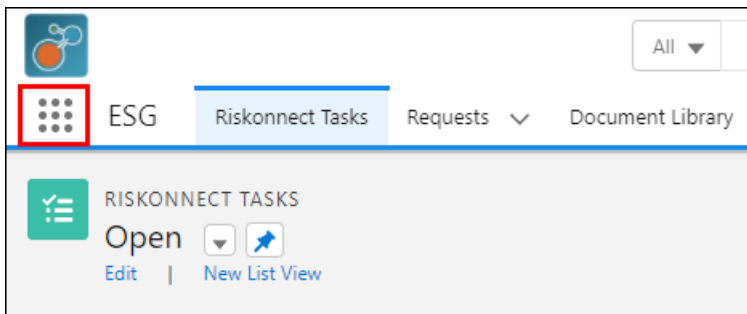 All
ESG Riskonnect Tasks Requests Document Library
RISKONNECT TASKS
Open
Edit | New List View